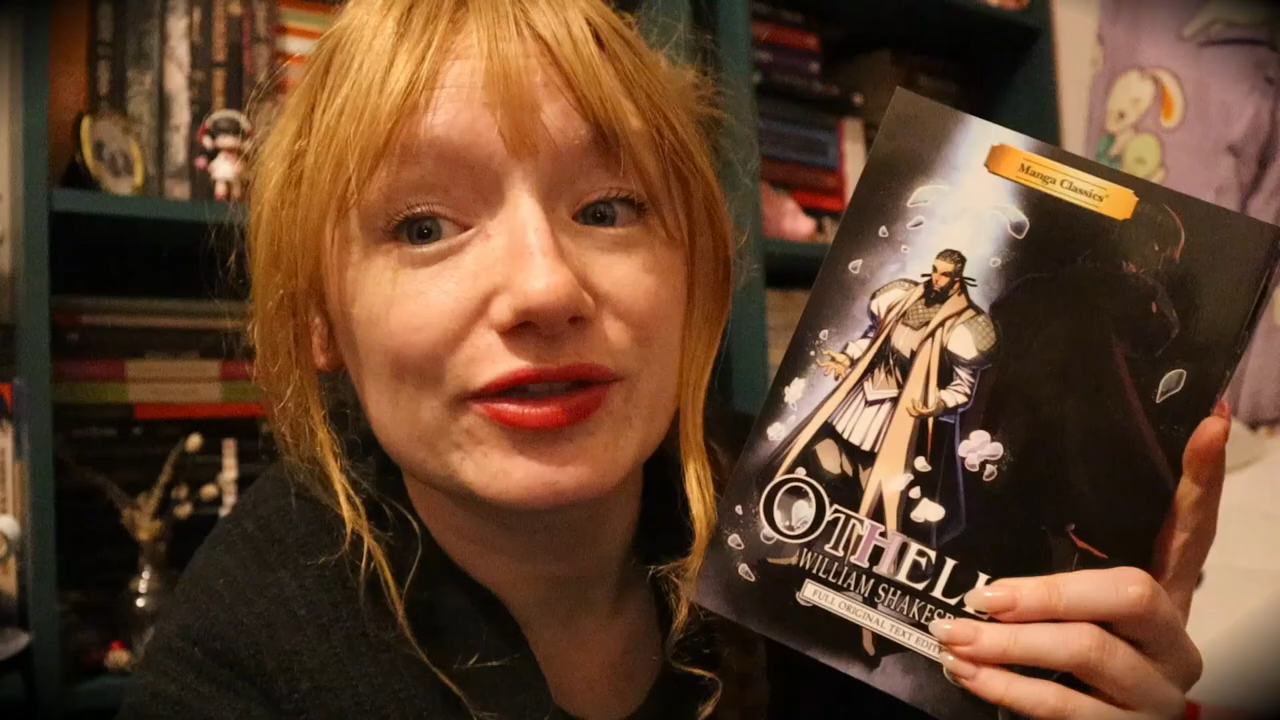 Manga Classics
OTHELL
WILLIAM SHAKESP
FULL ORIGINAL TEXT EDIT